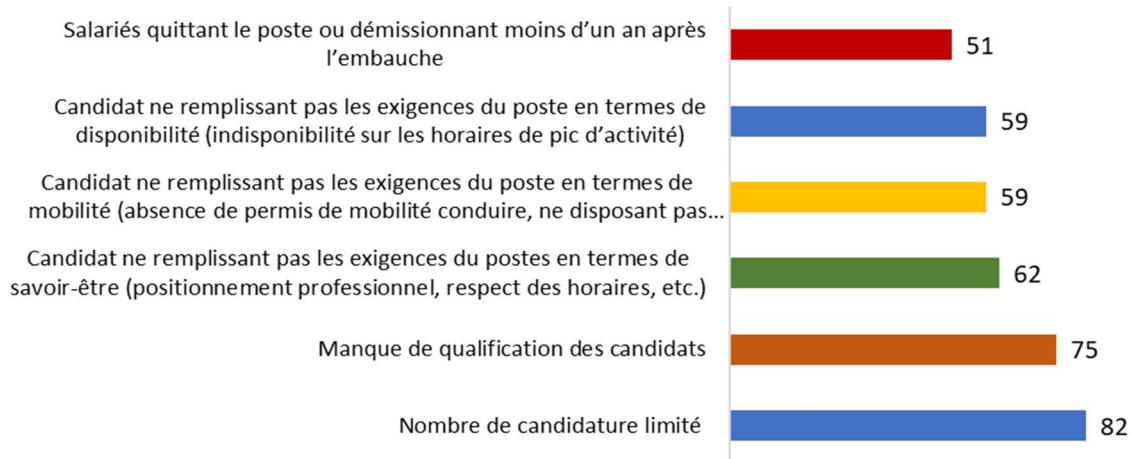 Salariés quittant le poste ou démissionnant moins d’un an après
l’embauche
51
Candidat ne remplissant pas les exigences du poste en termes de
disponibilité (indisponibilité sur les horaires de pic d’activité)
59
Candidat ne remplissant pas les exigences du poste en termes de
mobilité (absence de permis de mobilité conduire, ne disposant pas...
59
Candidat ne remplissant pas les exigences du postes en termes de
savoir-être (positionnement professionnel, respect des horaires, etc.)
62
Manque de qualification des candidats
75
Nombre de candidature limité
82